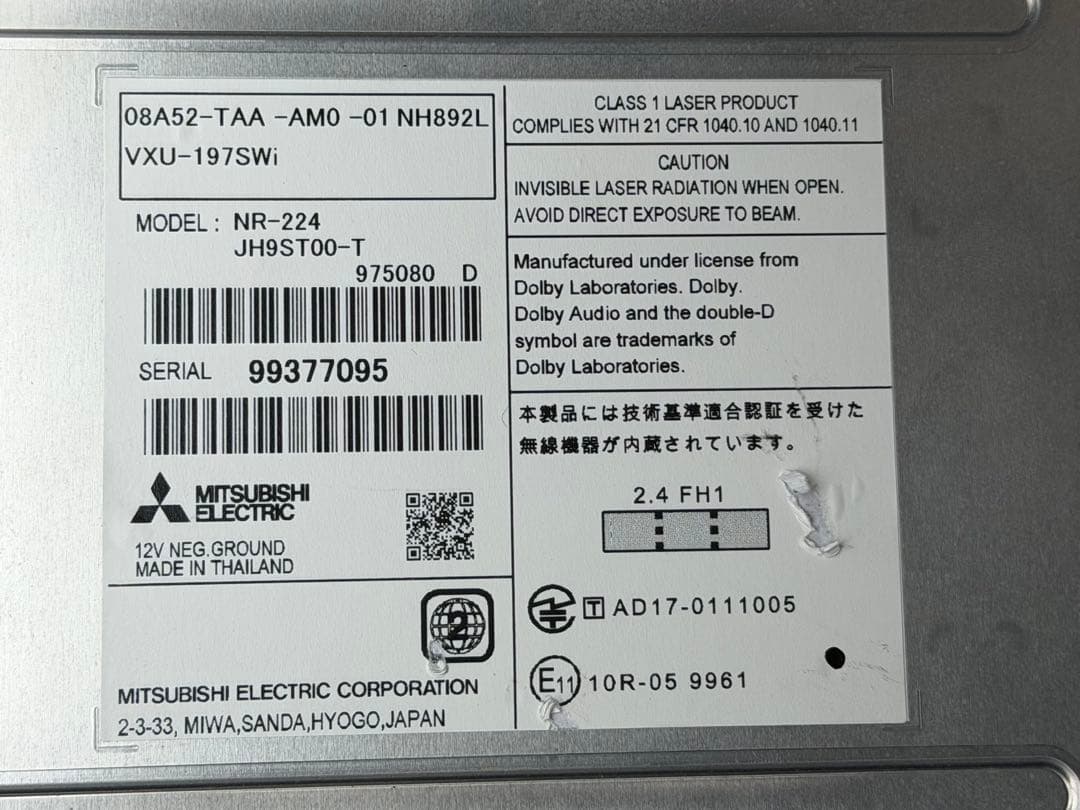 08A52-TAA -AM0 -01 NH892L
VXU-197SWi
MODEL : NR-224
JH9ST00-T
975080 D
SERIAL 99377095
MITSUBISHI
ELECTRIC
12V NEG.GROUND
MADE IN THAILAND
2
MITSUBISHI ELECTRIC CORPORATION
2-3-33, MIWA,SANDA,HYOGO,JAPAN
CLASS 1 LASER PRODUCT
COMPLIES WITH 21 CFR 1040.10 AND 1040.11
CAUTION
INVISIBLE LASER RADIATION WHEN OPEN.
AVOID DIRECT EXPOSURE TO BEAM.
Manufactured under license from
Dolby Laboratories. Dolby.
Dolby Audio and the double-D
symbol are trademarks of
Dolby Laboratories.
本製品には技術基準適合認証を受けた
無線機器が内蔵されています。
2.4 FH1
T AD17-0111005
E11 10R-05 9961